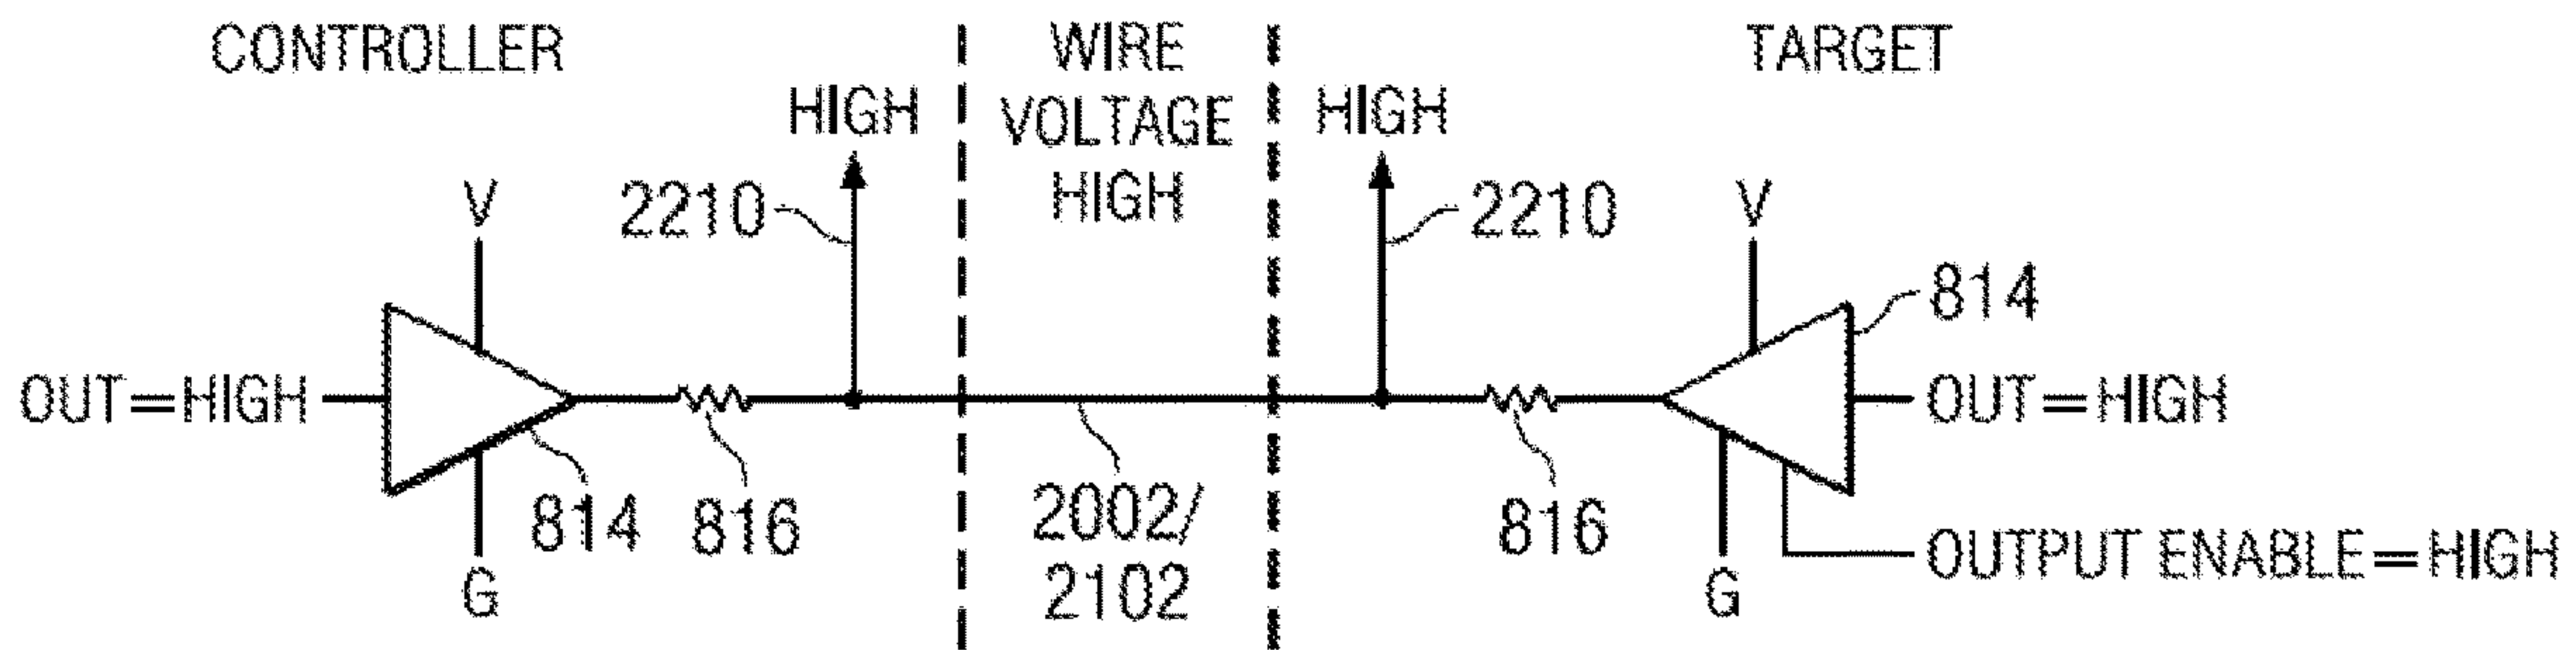 CONTROLLER
WIRE
VOLTAGE
HIGH
TARGET
HIGH
HIGH
V
2210
2210
V
814
OUT=HIGH
OUT=HIGH
814
816
2002/
2102
816
OUTPUT ENABLE=HIGH
G
G